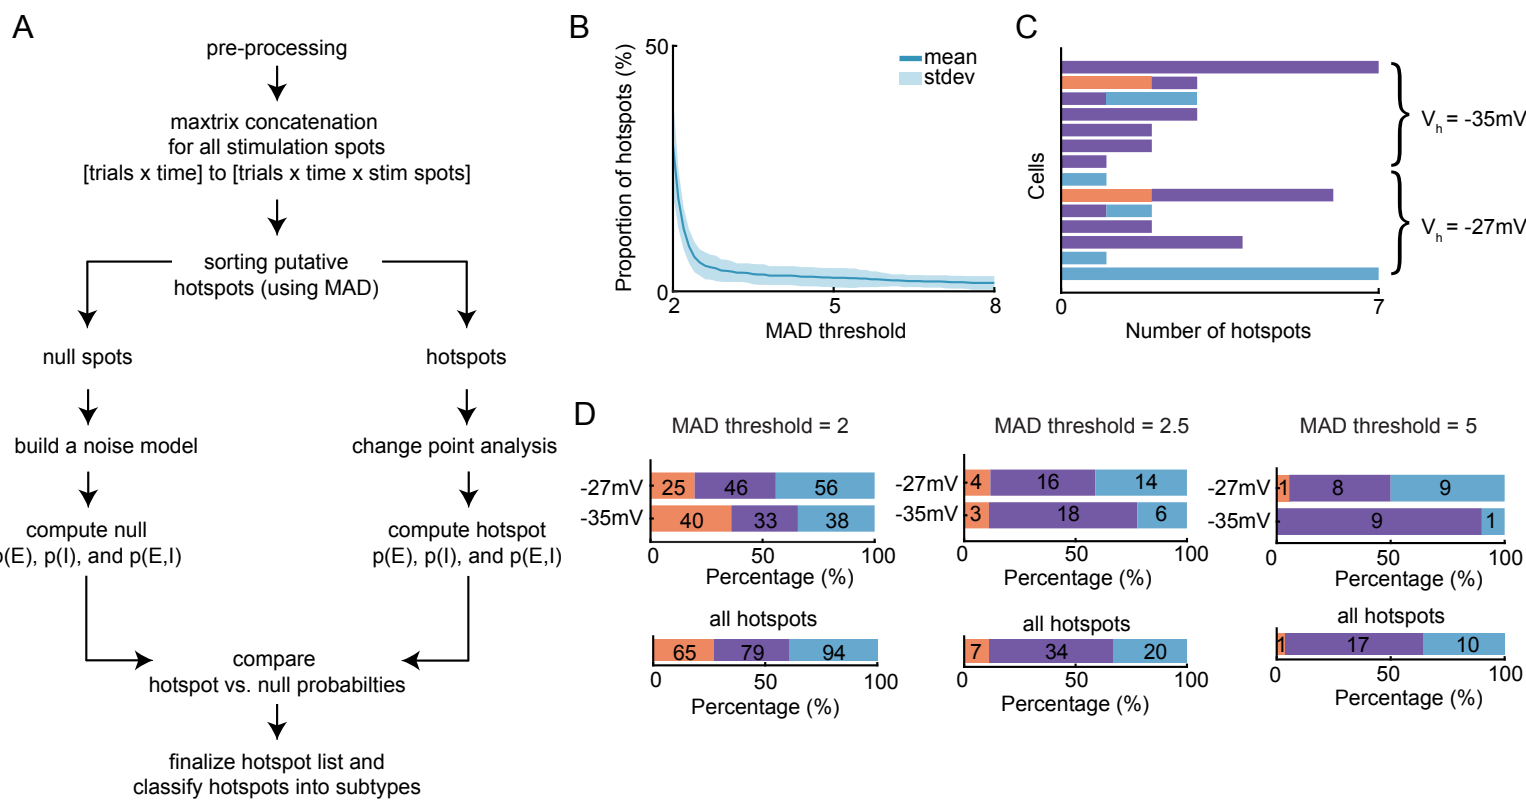 A
pre-processing
maxtrix concatenation
for all stimulation spots
[trials x time] to [trials x time x stim spots]
sorting putative
hotspots (using MAD)
null spots
hotspots
build a noise model
change point analysis
compute null
p(E), p(I), and p(E,I)
compute hotspot
p(E), p(I), and p(E,I)
compare
hotspot vs. null probabilties
finalize hotspot list and
classify hotspots into subtypes
B
Proportion of hotspots (%)
50
0
mean
stdev
2
5
8
MAD threshold
C
Cells
Vh = -35mV
Vh = -27mV
0
7
Number of hotspots
D
MAD threshold = 2
-27mV
25 46 56
-35mV
40 33 38
0 50 100
Percentage (%)
all hotspots
65 79 94
0 50 100
Percentage (%)
MAD threshold = 2.5
-27mV
4 16 14
-35mV
3 18 6
0 50 100
Percentage (%)
all hotspots
7 34 20
0 50 100
Percentage (%)
MAD threshold = 5
-27mV
1 8 9
-35mV
9 1
0 50 100
Percentage (%)
all hotspots
1 17 10
0 50 100
Percentage (%)